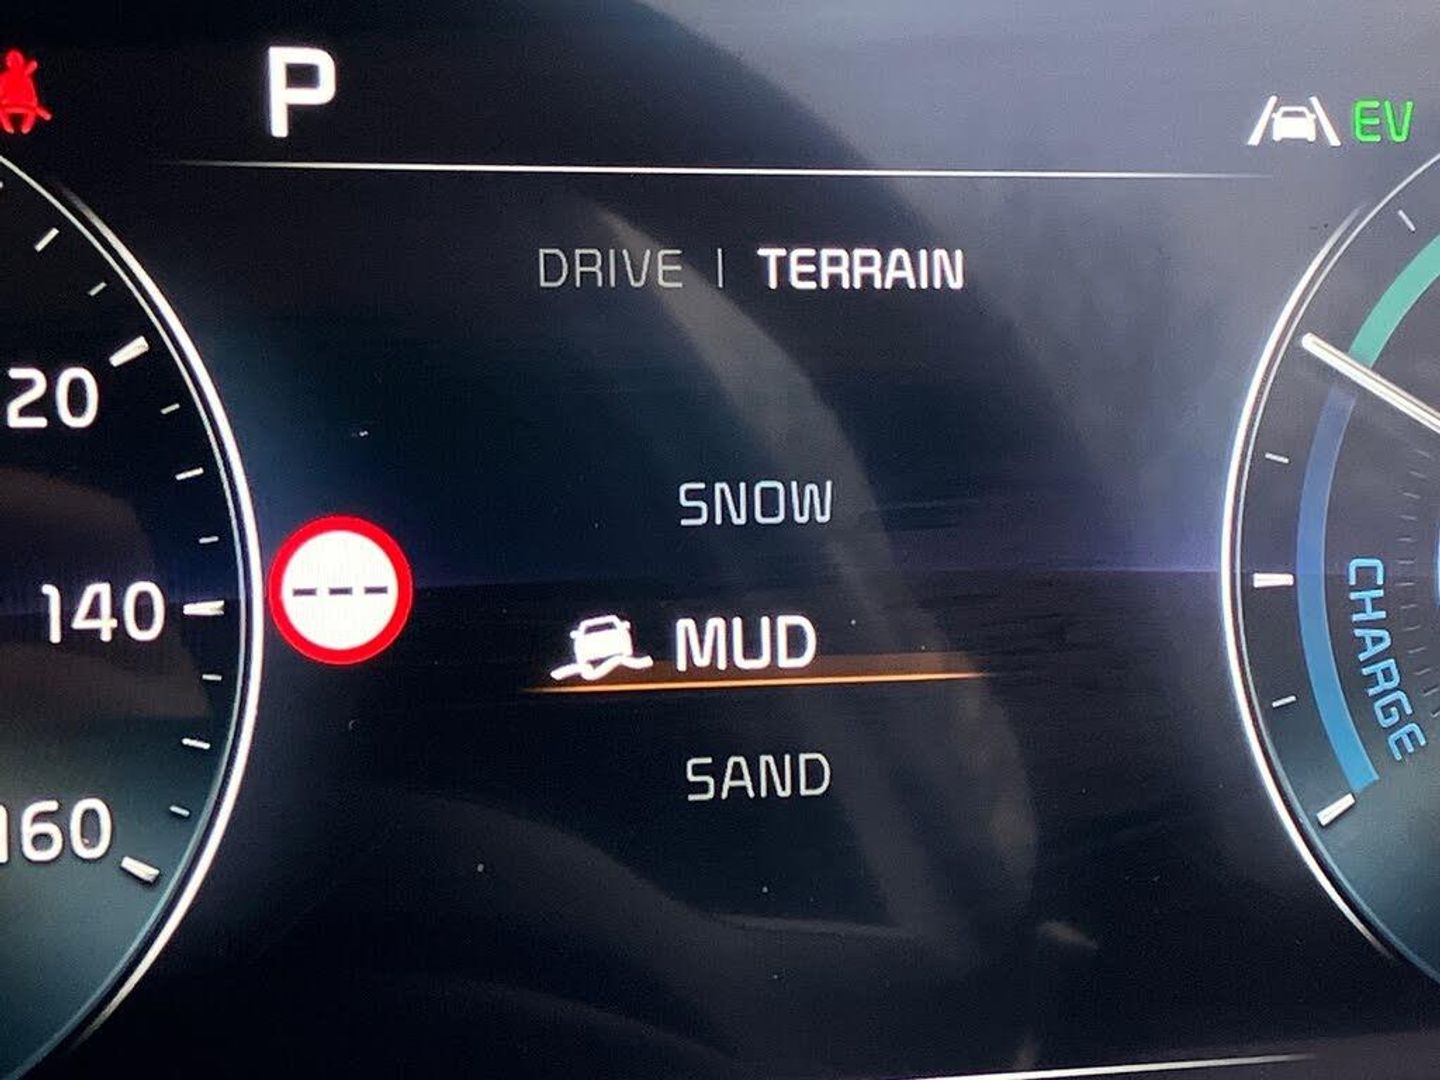 P
EV
DRIVE | TERRAIN
20
SNOW
140
---
MUD
CHARGE
SAND
160